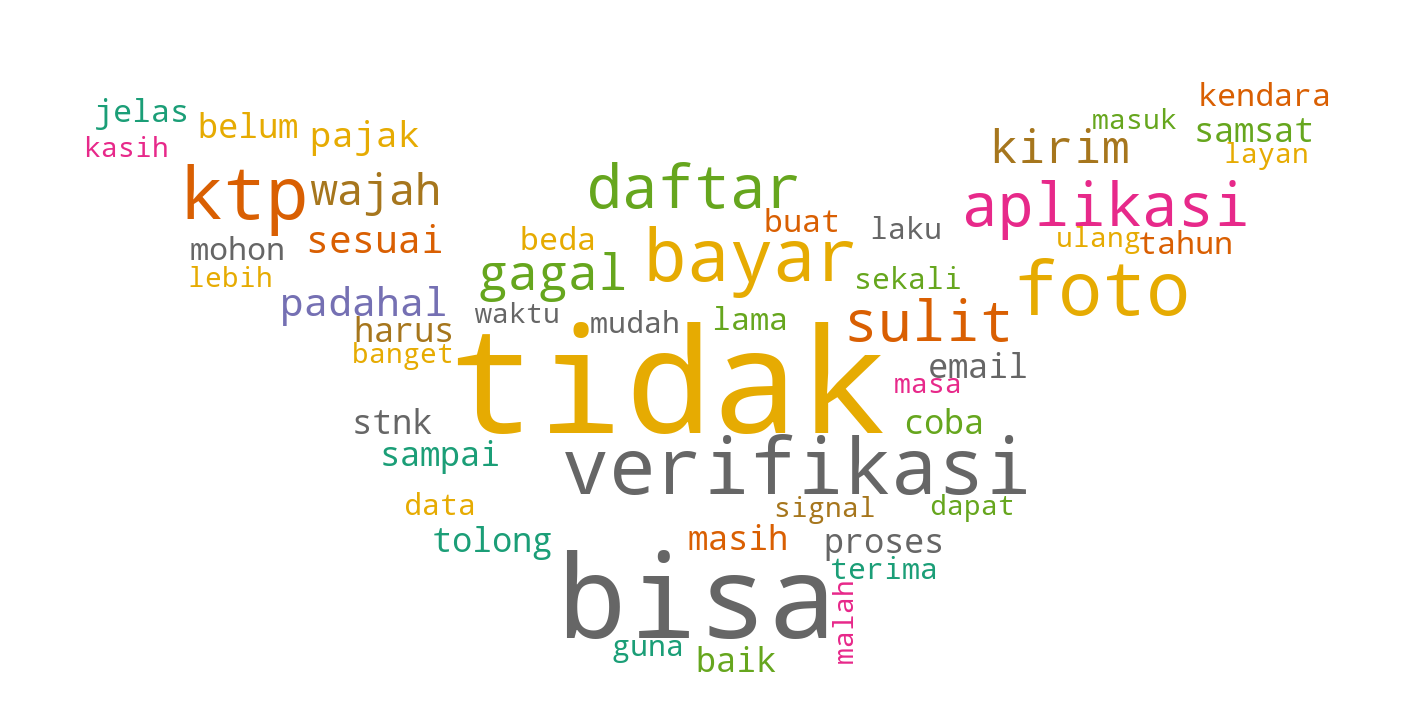 kendara
jelas
masuk
belum
pajak
samsat
kasih
kirim
layan
ktp
wajah
daftar
aplikasi
buat
laku
mohon
sesuai
beda
bayar
ulang
tahun
lebih
gagal
sekali
foto
padahal
waktu
mudah
lama
sulit
harus
banget
tidak
email
masa
stnk
coba
sampai
verifikasi
data
signal
dapat
tolong
masih
proses
terima
bisa
malah
guna
baik